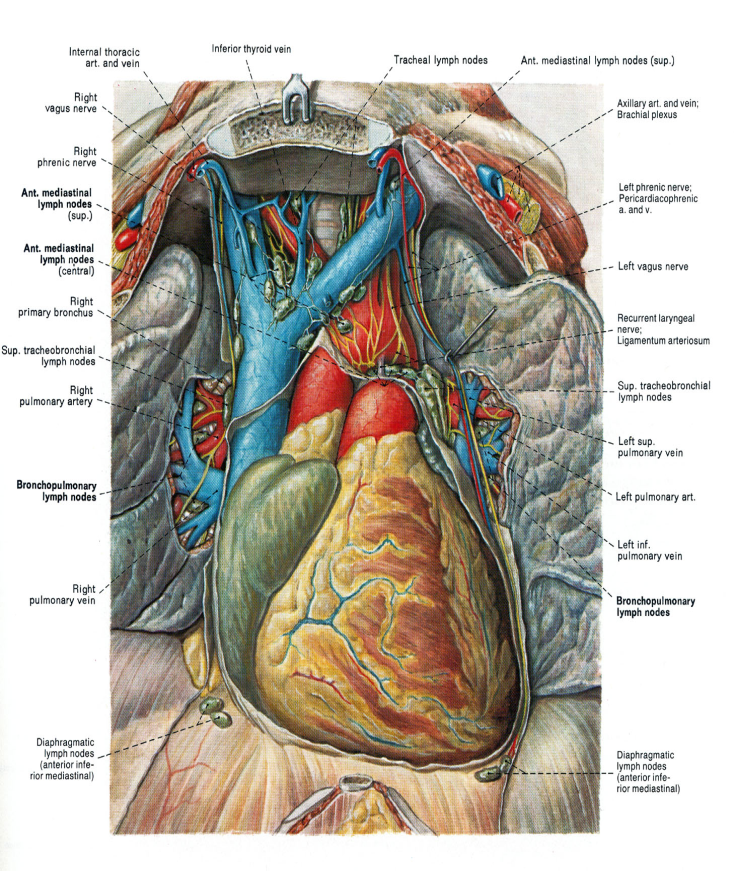 Internal thoracic
art. and vein
Inferior thyroid vein
Tracheal lymph nodes
Ant. mediastinal lymph nodes (sup.)
Right
vagus nerve
Right
phrenic nerve
Ant. mediastinal
lymph nodes
(sup.)
Ant. mediastinal
lymph nodes
(central)
Right
primary bronchus
Sup. tracheobronchial
lymph nodes
Right
pulmonary artery
Bronchopulmonary
lymph nodes
Right
pulmonary vein
Diaphragmatic
lymph nodes
(anterior infe-
rior mediastinal)
Axillary art. and vein;
Brachial plexus
Left phrenic nerve;
Pericardiacophrenic
a. and v.
Left vagus nerve
Recurrent laryngeal
nerve;
Ligamentum arteriosum
Sup. tracheobronchial
lymph nodes
Left sup.
pulmonary vein
Left pulmonary art.
Left inf.
pulmonary vein
Bronchopulmonary
lymph nodes
Diaphragmatic
lymph nodes
(anterior infe-
rior mediastinal)